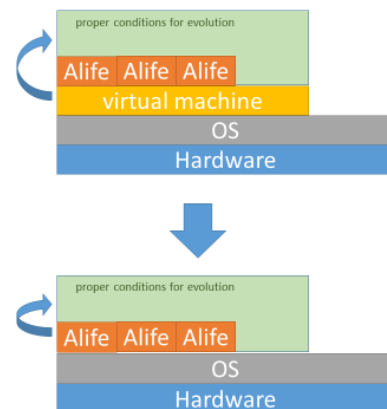 proper conditions for evolution
Alife Alife Alife
virtual machine
OS
Hardware
proper conditions for evolution
Alife Alife Alife
OS
Hardware